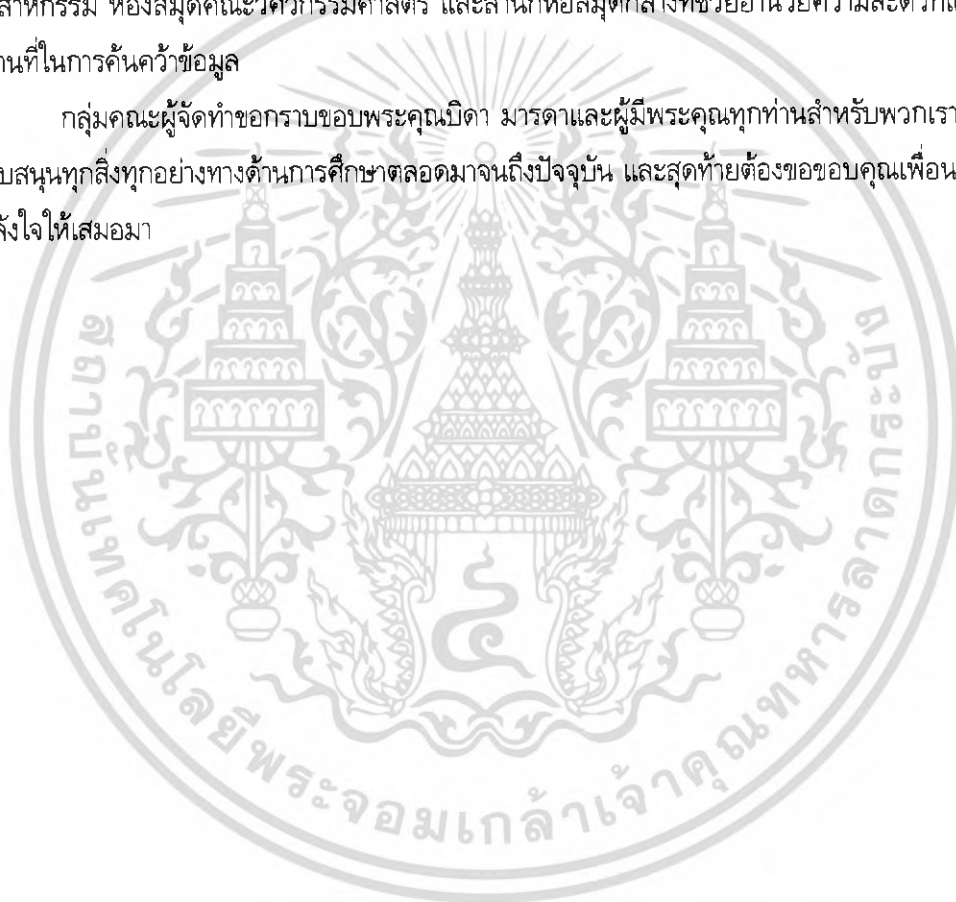 สาหกรรม ห้องสมุดคณะวิศวกรรมศาสตร์ และสำนักหอสมุดกลางที่ช่วยอำนวยความสะดวก
านที่ในการค้นคว้าข้อมูล
กลุ่มคณะผู้จัดทำขอกราบขอบพระคุณบิดา มารดาและผู้มีพระคุณทุกท่านสำหรับพวกเรา
บสนุนทุกสิ่งทุกอย่างทางด้านการศึกษาตลอดมาจนถึงปัจจุบัน และสุดท้ายต้องขอขอบคุณเพื่อน
ลังใจให้เสมอมา
สถาบันเทคโนโลยีพระจอมเกล้าเจ้าคุณทหารลาดกระบัง
๔